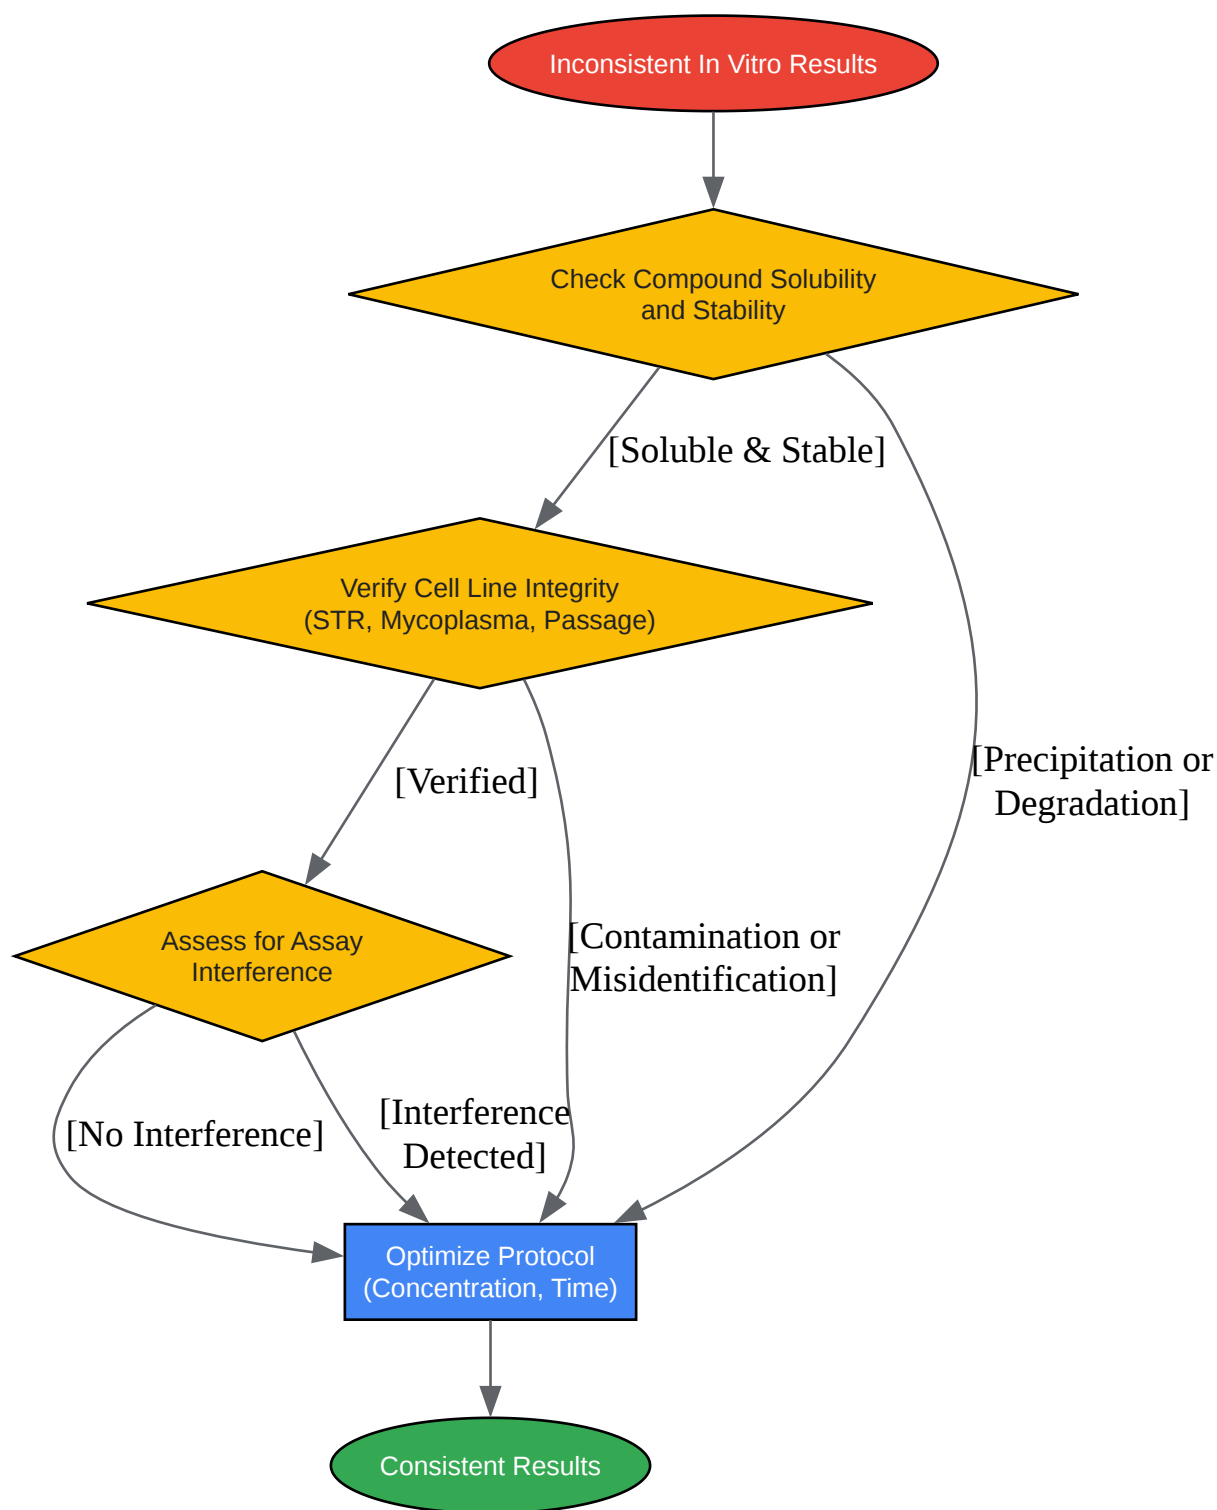 Inconsistent In Vitro Results
Check Compound Solubility
and Stability
[Soluble & Stable]
Verify Cell Line Integrity
(STR, Mycoplasma, Passage)
[Precipitation or
Degradation]
[Verified]
Assess for Assay
Interference
[Contamination or
Misidentification]
[No Interference]
[Interference
Detected]
Optimize Protocol
(Concentration, Time)
Consistent Results